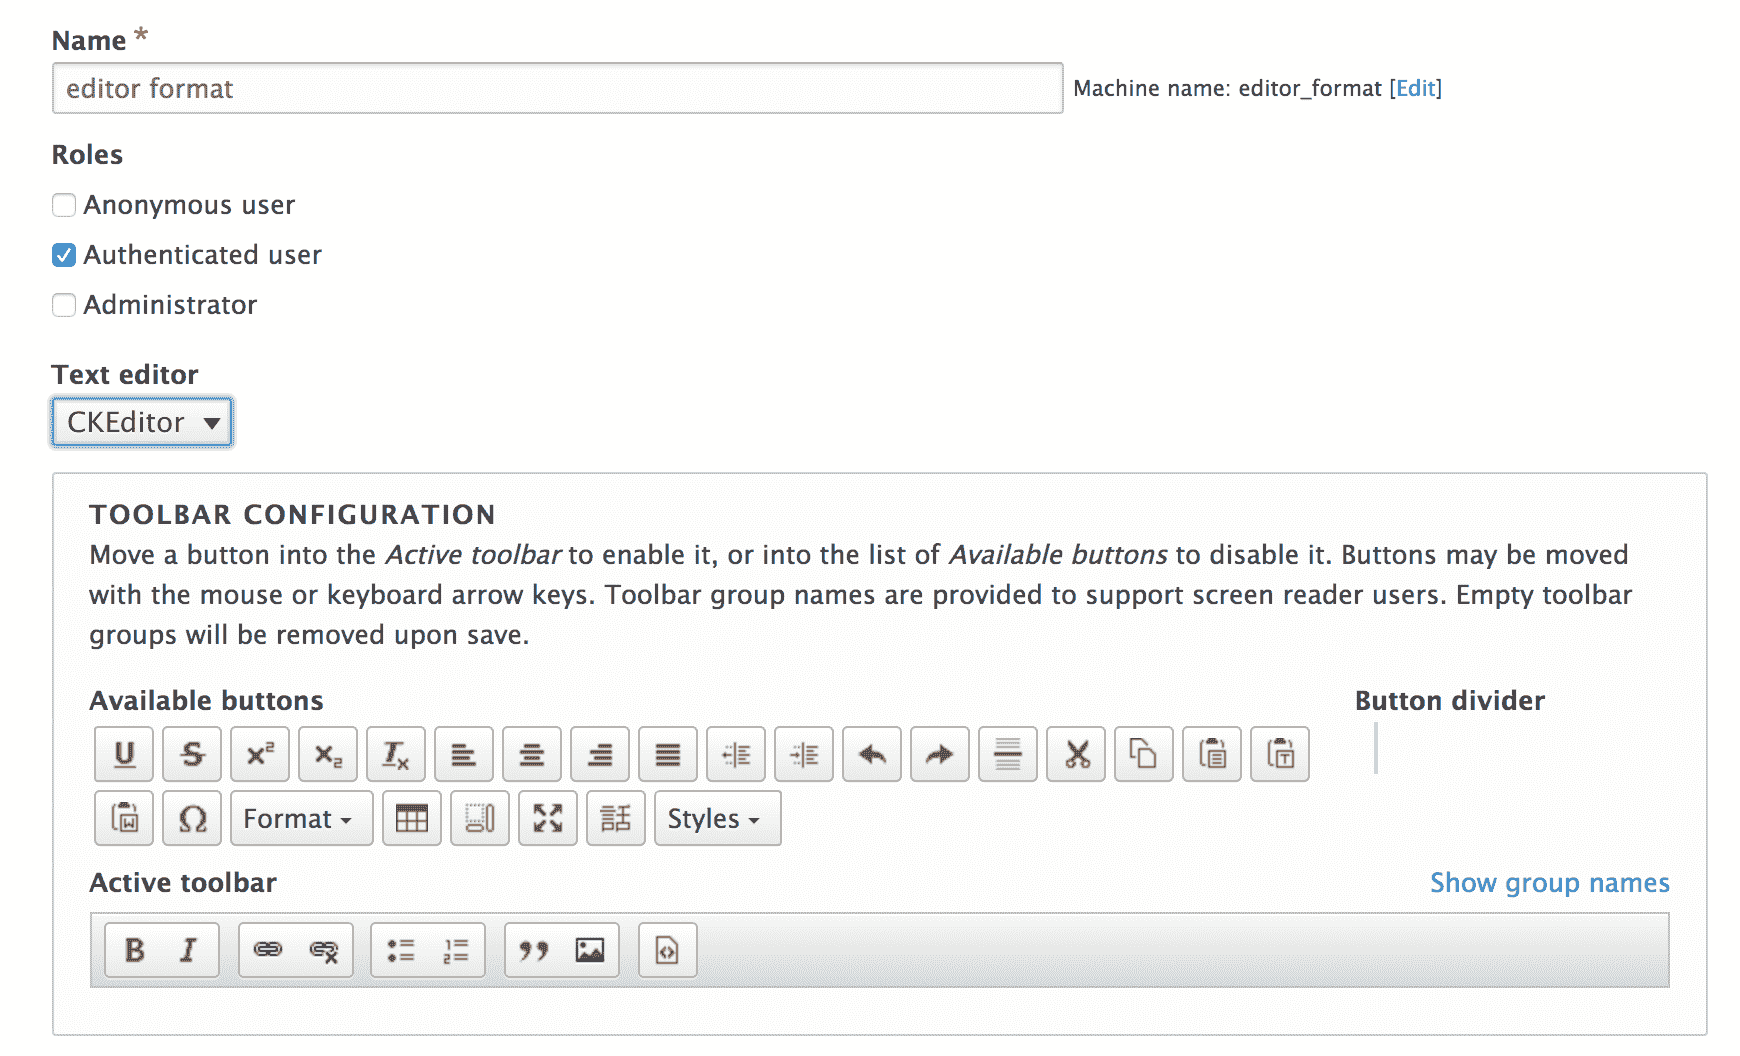 Name *
editor format
Machine name: editor_format [Edit]
Roles
Anonymous user
Authenticated user
Administrator
Text editor
CKEditor
TOOLBAR CONFIGURATION
Move a button into the Active toolbar to enable it, or into the list of Available buttons to disable it. Buttons may be moved
with the mouse or keyboard arrow keys. Toolbar group names are provided to support screen reader users. Empty toolbar
groups will be removed upon save.
Available buttons
Button divider
U S x² x₂ Tx
Ω Format 話 Styles
Active toolbar
Show group names
B I